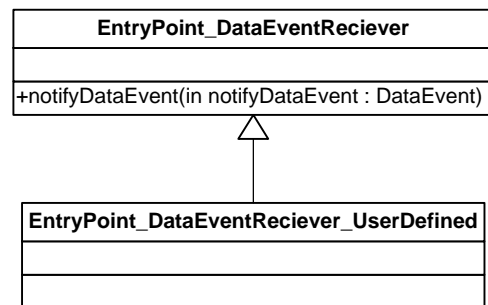 EntryPoint_DataEventReciever
+notifyDataEvent(in notifyDataEvent : DataEvent)
EntryPoint_DataEventReciever_UserDefined